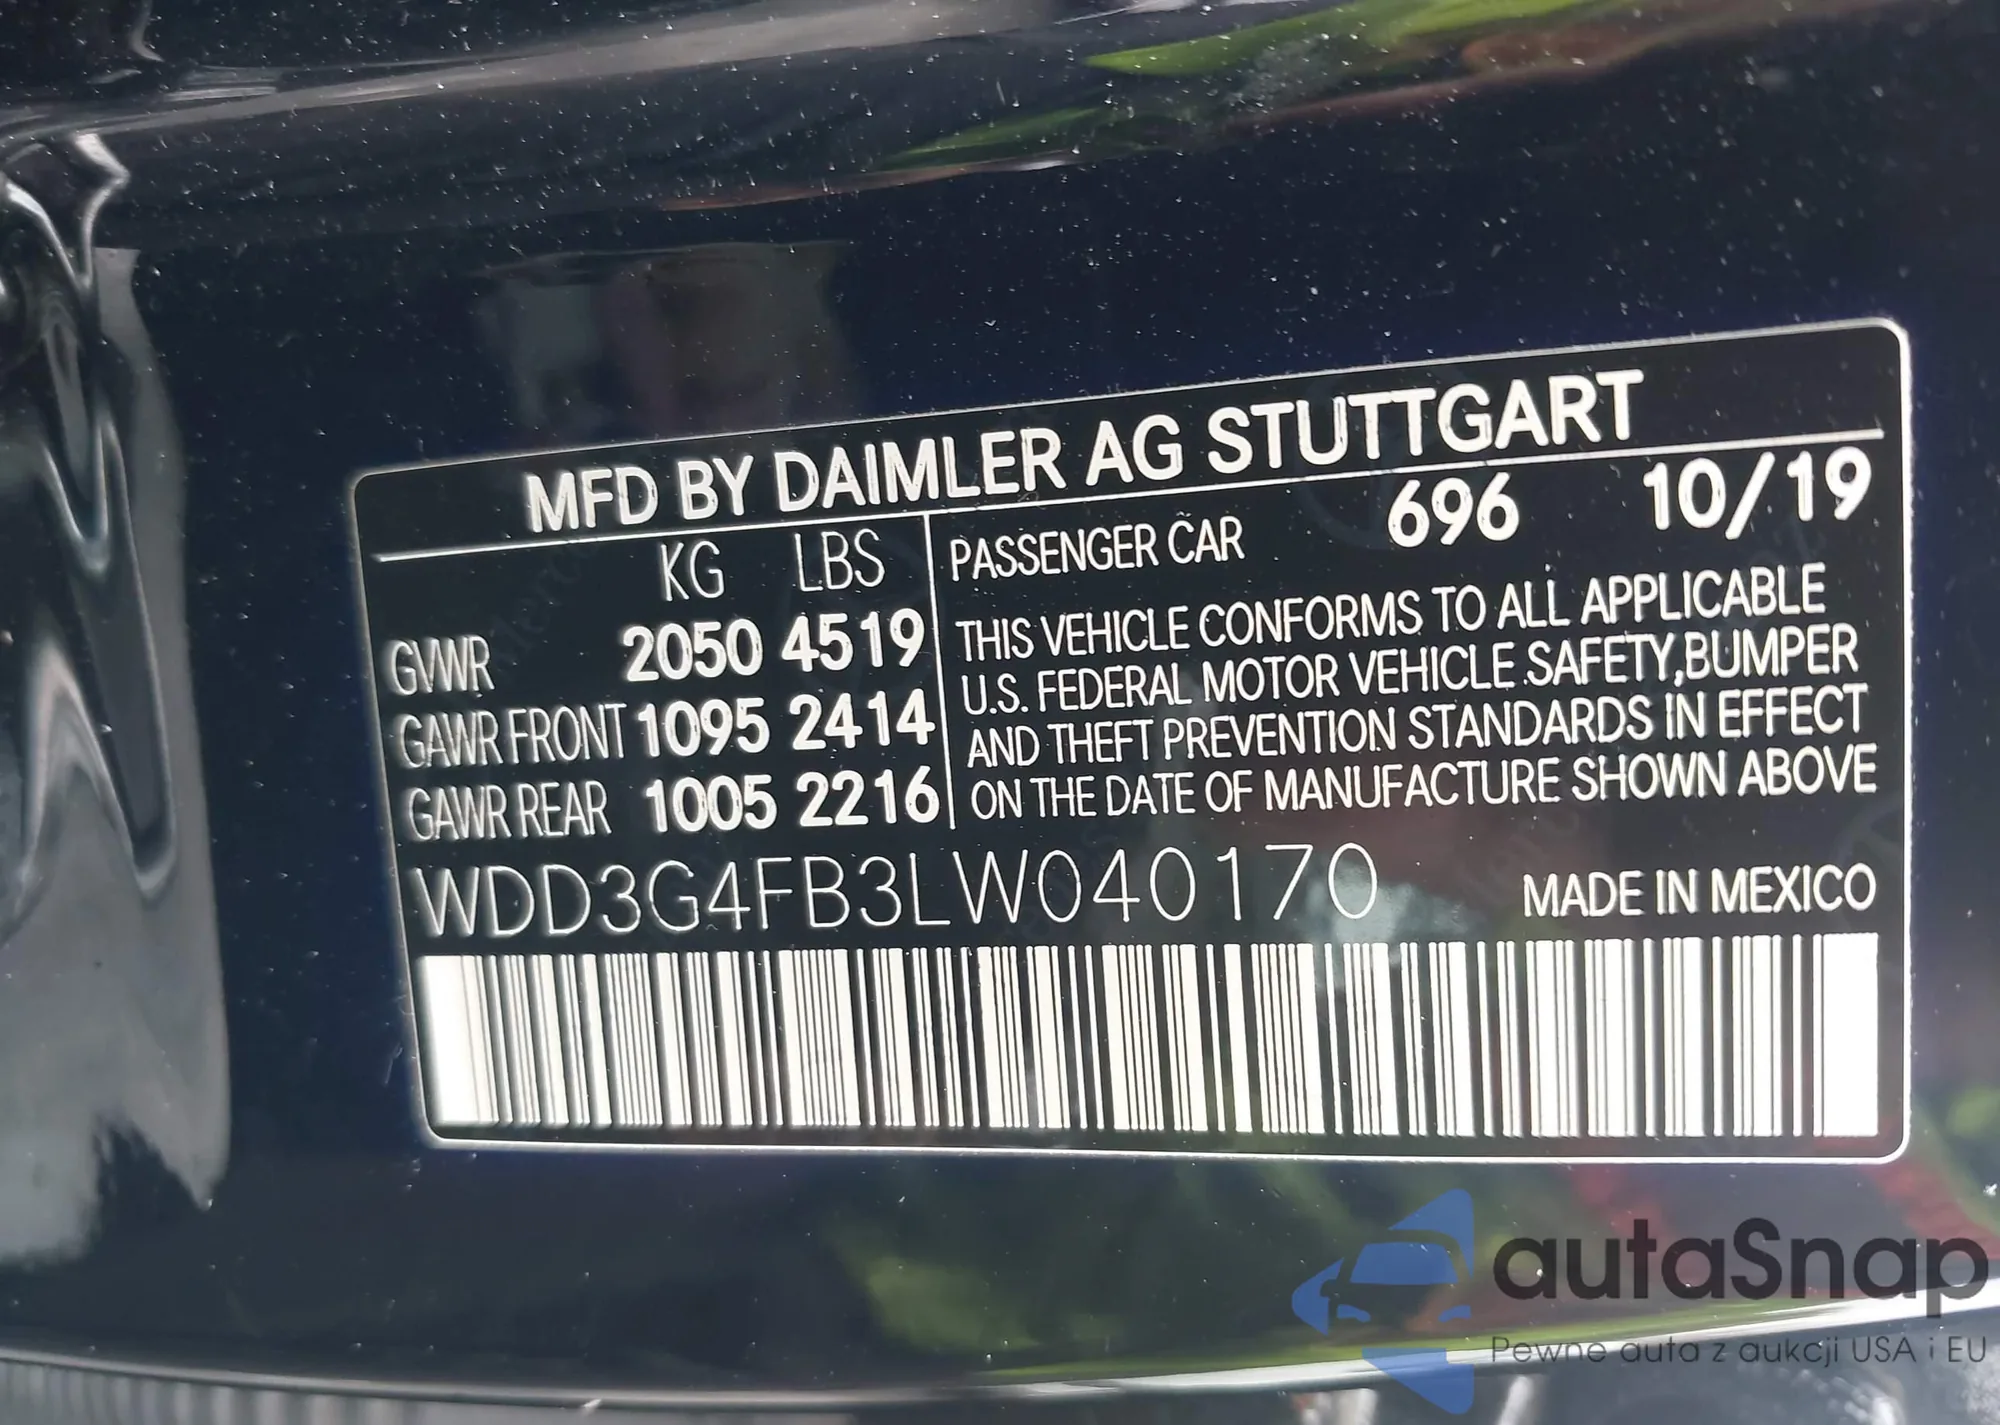 MFD BY DAIMLER AG STUTTGART
KG LBS
GVWR 2050 4519
GAWR FRONT 1095 2414
GAWR REAR 1005 2216
PASSENGER CAR 696 10/19
THIS VEHICLE CONFORMS TO ALL APPLICABLE
U.S. FEDERAL MOTOR VEHICLE SAFETY,BUMPER
AND THEFT PREVENTION STANDARDS IN EFFECT
ON THE DATE OF MANUFACTURE SHOWN ABOVE
WDD3G4FB3LW040170 MADE IN MEXICO
autaSnap
Pewne auta z aukcji USA i EU